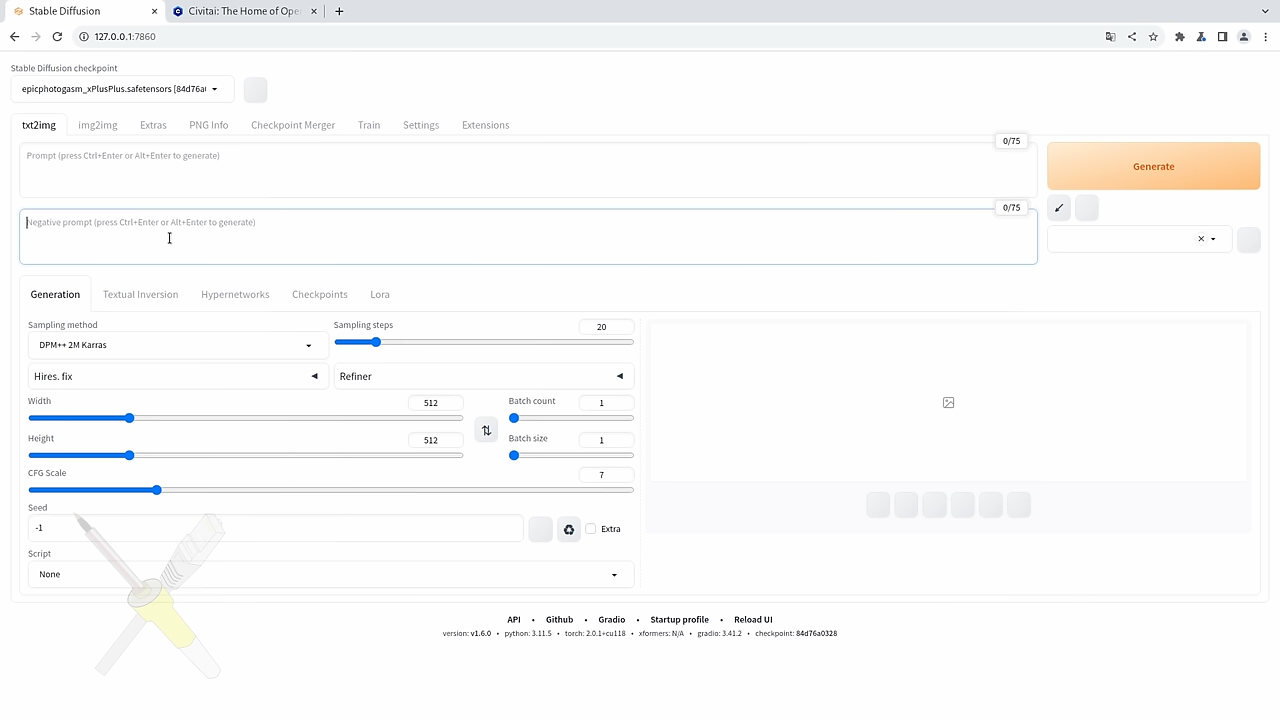 Stable Diffusion
Civitai: The Home of Ope
127.0.0.1:7860
Stable Diffusion checkpoint
epicphotogasm_xPlusPlus.safetensors [84d76a
txt2img img2img Extras PNG Info Checkpoint Merger Train Settings Extensions
0/75
Prompt (press Ctrl+Enter or Alt+Enter to generate)
Generate
0/75
Negative prompt (press Ctrl+Enter or Alt+Enter to generate)
Generation Textual Inversion Hypernetworks Checkpoints Lora
Sampling method
DPM++ 2M Karras
Sampling steps
20
Hires. fix
Refiner
Width
512
Batch count
1
Height
512
Batch size
1
CFG Scale
7
Seed
-1
Extra
Script
None
API • Github • Gradio • Startup profile • Reload UI
version: v1.6.0 • python: 3.11.5 • torch: 2.0.1+cu118 • xformers: N/A • gradio: 3.41.2 • checkpoint: 84d76a0328